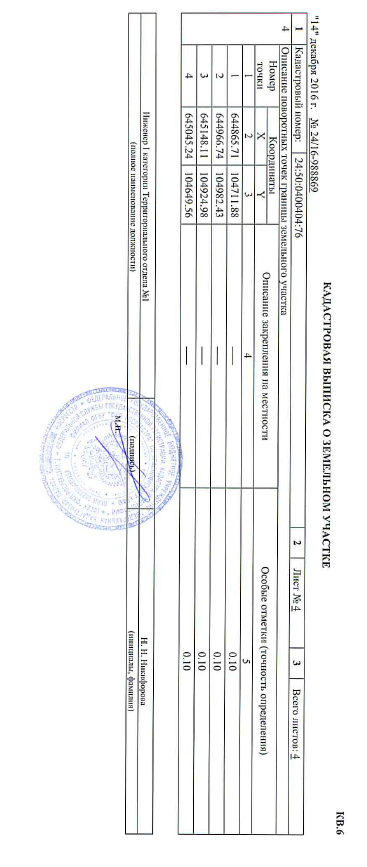 КВ.6
КАДАСТРОВАЯ ВЫПИСКА О ЗЕМЕЛЬНОМ УЧАСТКЕ
"14" декабря 2016 г. № 24/16-988869
1 Кадастровый номер: 24:50:0400404:76 2 Лист № 4 3 Всего листов: 4
4 Описание поворотных точек границы земельного участка
Номер точки Координаты Описание закрепления на местности Особые отметки (точность определения)
X Y
1 2 3 4 5
1 644865.71 104711.88 — 0.10
2 644966.74 104982.43 — 0.10
3 645148.11 104924.98 — 0.10
4 645045.24 104649.56 — 0.10
Инженер I категории Территориального отдела №1 Н. Н. Никифорова
(полное наименование должности) (подпись) (инициалы, фамилия)
М.П.